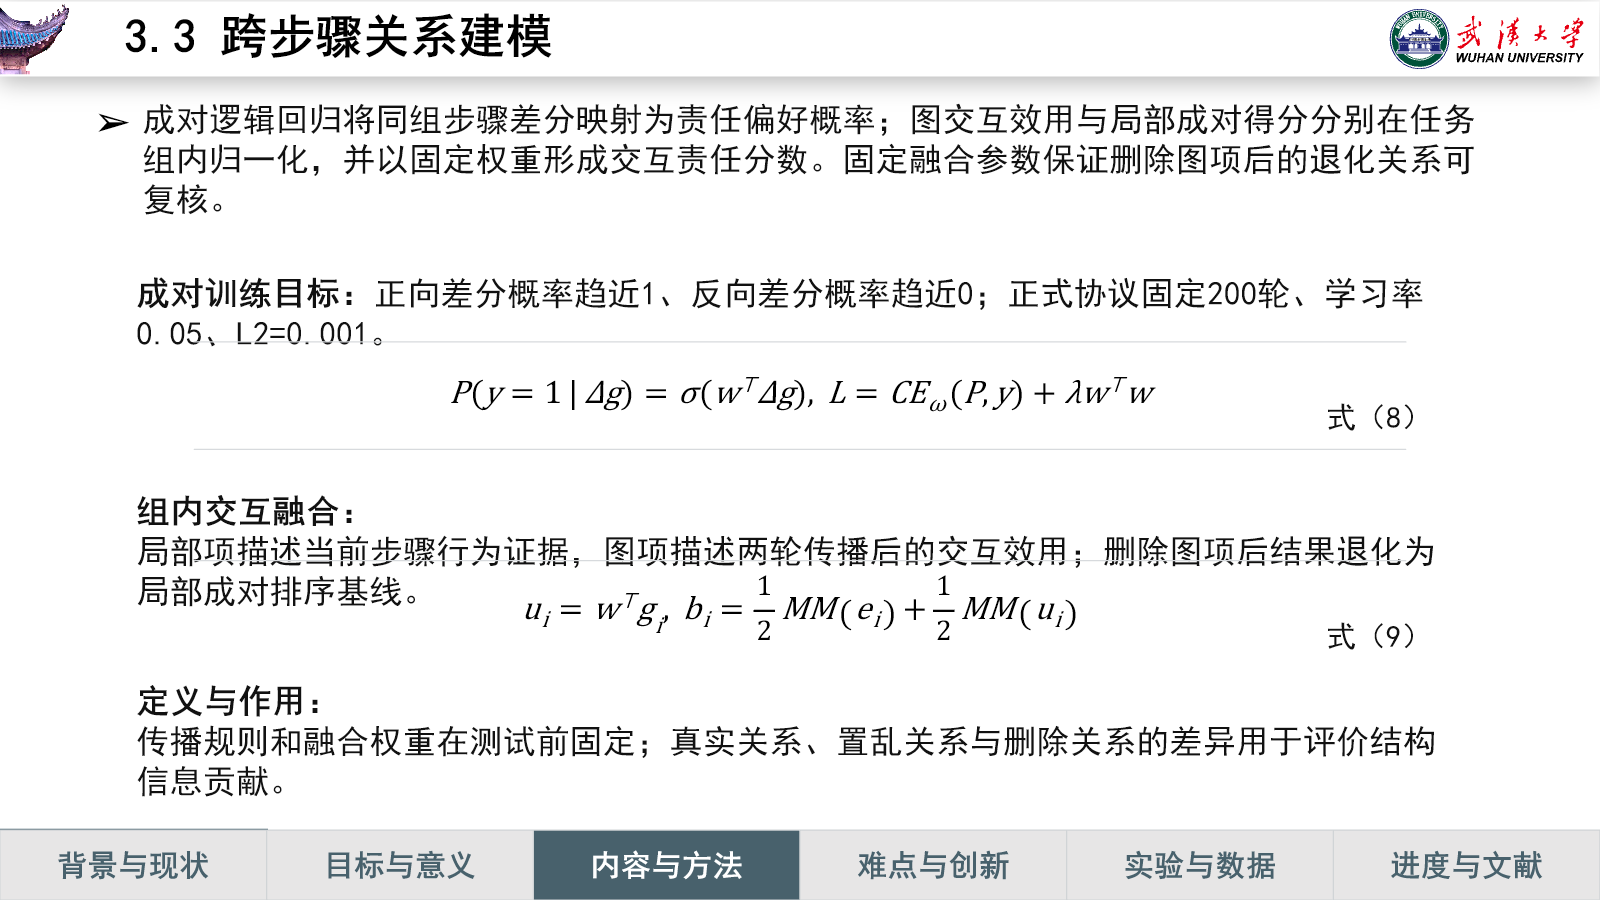 3.3 跨步骤关系建模
武汉大学
WUHAN UNIVERSITY
➢ 成对逻辑回归将同组步骤差分映射为责任偏好概率；图交互效用与局部成对得分分别在任务
组内归一化，并以固定权重形成交互责任分数。固定融合参数保证删除图项后的退化关系可
复核。
成对训练目标：正向差分概率趋近1、反向差分概率趋近0；正式协议固定200轮、学习率
0.05、L2=0.001。
P(y = 1 | Δg) = σ(w^T Δg), L = CE_ω(P, y) + λw^T w
式（8）
组内交互融合：
局部项描述当前步骤行为证据，图项描述两轮传播后的交互效用；删除图项后结果退化为
局部成对排序基线。
u_i = w^T g_i, b_i = 1/2 MM(e_i) + 1/2 MM(u_i)
式（9）
定义与作用：
传播规则和融合权重在测试前固定；真实关系、置乱关系与删除关系的差异用于评价结构
信息贡献。
背景与现状 目标与意义 内容与方法 难点与创新 实验与数据 进度与文献